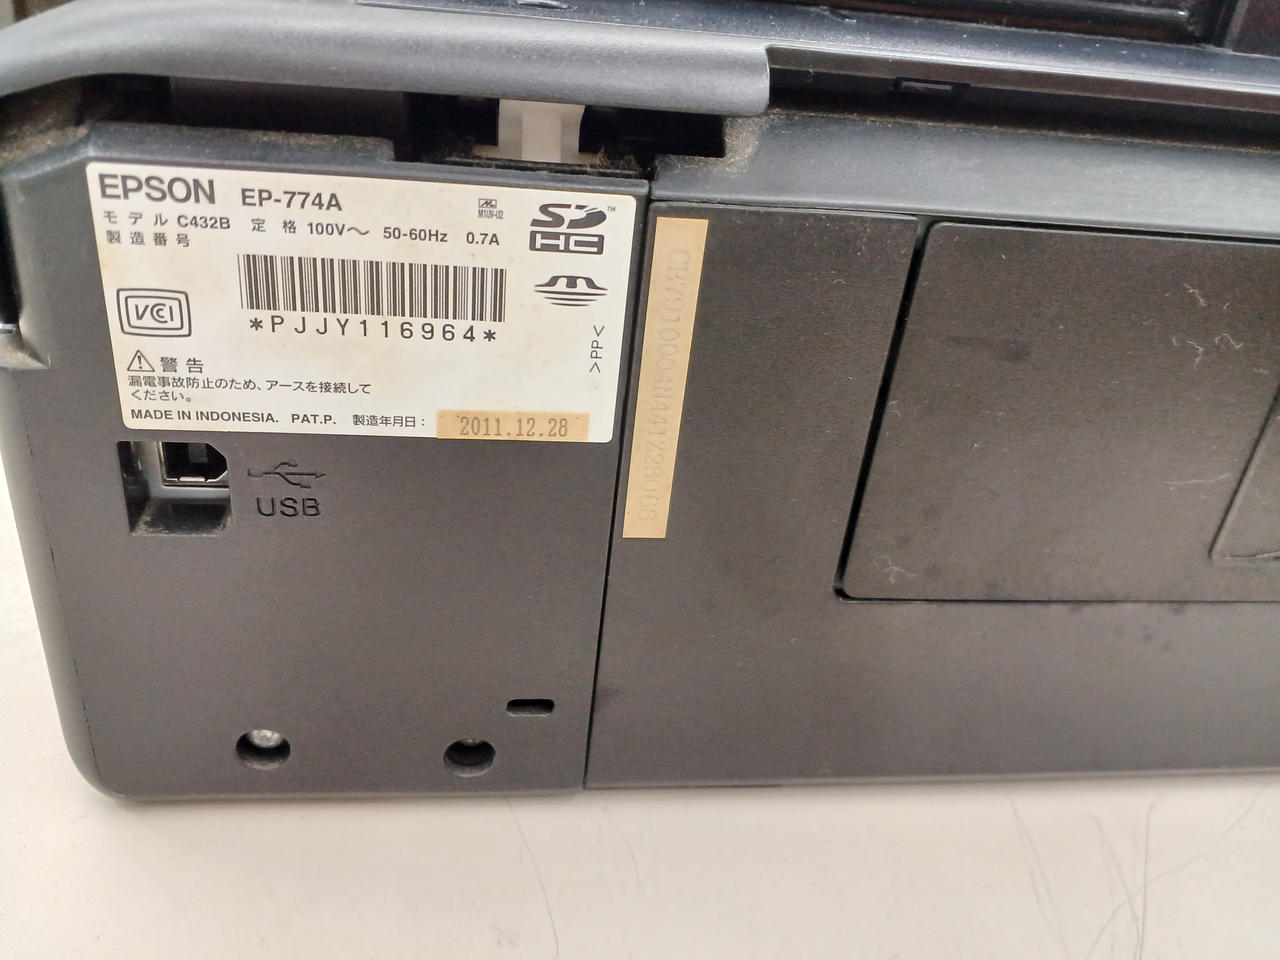 EPSON EP-774A
モデル C432B 定格 100V～ 50-60Hz 0.7A
製造番号
M1UV-U2
SD HC ™
VCCI
*PJJY116964*
>PP<
⚠警告
漏電事故防止のため、アースを接続して
ください。
MADE IN INDONESIA. PAT.P. 製造年月日： 2011.12.28
USB